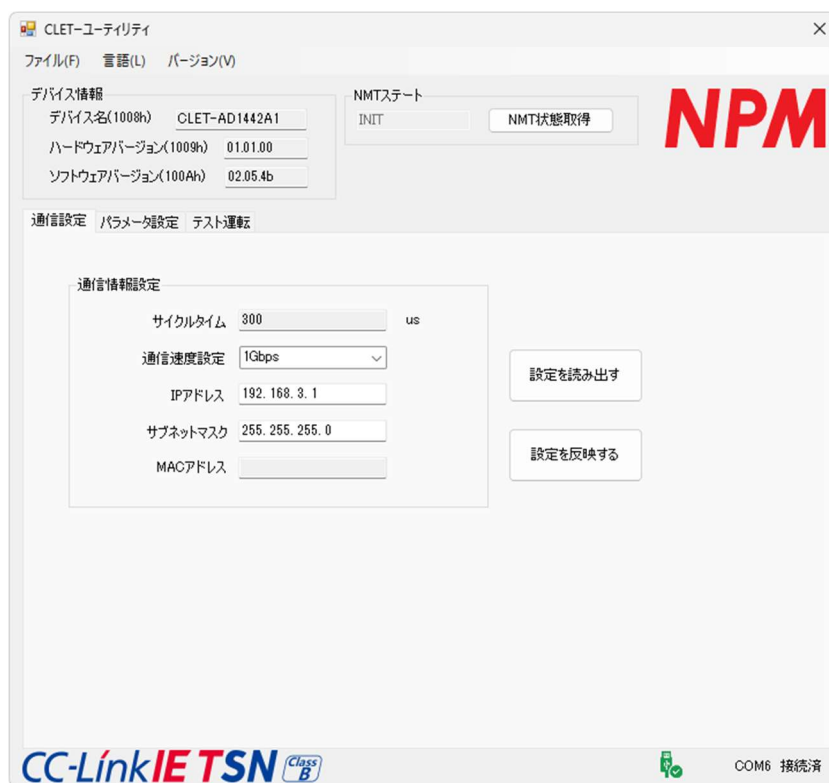 CLET-ユーティリティ
ファイル(F) 言語(L) バージョン(V)
デバイス情報
デバイス名(1008h) CLET-AD1442A1
ハードウェアバージョン(1009h) 01.01.00
ソフトウェアバージョン(100Ah) 02.05.4b
NMTステート
INIT NMT状態取得
NPM
通信設定 パラメータ設定 テスト運転
通信情報設定
サイクルタイム 300 us
通信速度設定 1Gbps
IPアドレス 192.168.3.1
サブネットマスク 255.255.255.0
MACアドレス
設定を読み出す
設定を反映する
CC-Link IE TSN Class B
COM6 接続済